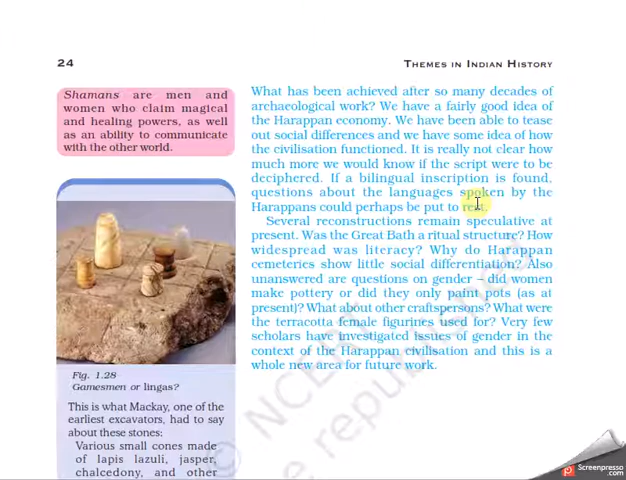 24
THEMES IN INDIAN HISTORY
Shamans are men and
women who claim magical
and healing powers, as well
as an ability to communicate
with the other world.
What has been achieved after so many decades of
archaeological work? We have a fairly good idea of
the Harappan economy. We have been able to tease
out social differences and we have some idea of how
the civilisation functioned. It is really not clear how
much more we would know if the script were to be
deciphered. If a bilingual inscription is found,
questions about the languages spoken by the
Harappans could perhaps be put to rest.
Several reconstructions remain speculative at
present. Was the Great Bath a ritual structure? How
widespread was literacy? Why do Harappan
cemeteries show little social differentiation? Also
unanswered are questions on gender – did women
make pottery or did they only paint pots (as at
present)? What about other craftspersons? What were
the terracotta female figurines used for? Very few
scholars have investigated issues of gender in the
context of the Harappan civilisation and this is a
whole new area for future work.
Fig. 1.28
Gamesmen or lingas?
This is what Mackay, one of the
earliest excavators, had to say
about these stones:
Various small cones made
of lapis lazuli, jasper,
chalcedony, and other
© NCERT
be republished
Screenpresso
.com